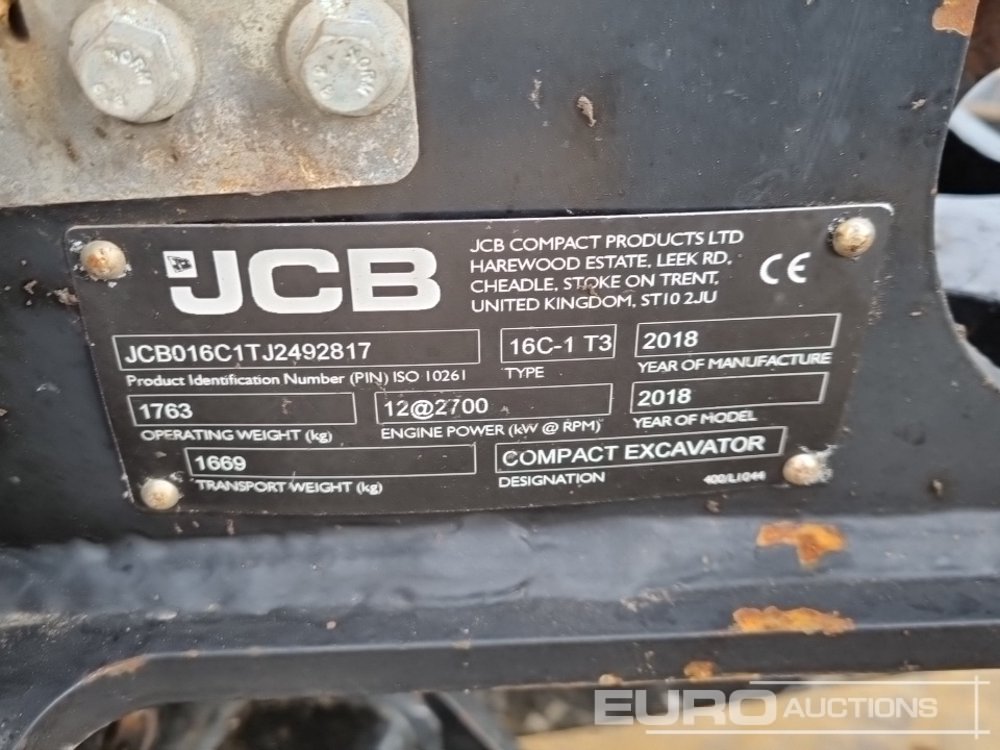 JCB
JCB COMPACT PRODUCTS LTD
HAREWOOD ESTATE, LEEK RD,
CHEADLE, STOKE ON TRENT,
UNITED KINGDOM, ST10 2JU
CE
JCB016C1TJ2492817
Product Identification Number (PIN) ISO 10261
16C-1 T3
TYPE
2018
YEAR OF MANUFACTURE
1763
OPERATING WEIGHT (kg)
12@2700
ENGINE POWER (kW @ RPM)
2018
YEAR OF MODEL
1669
TRANSPORT WEIGHT (kg)
COMPACT EXCAVATOR
DESIGNATION
400/L1044
EURO AUCTIONS